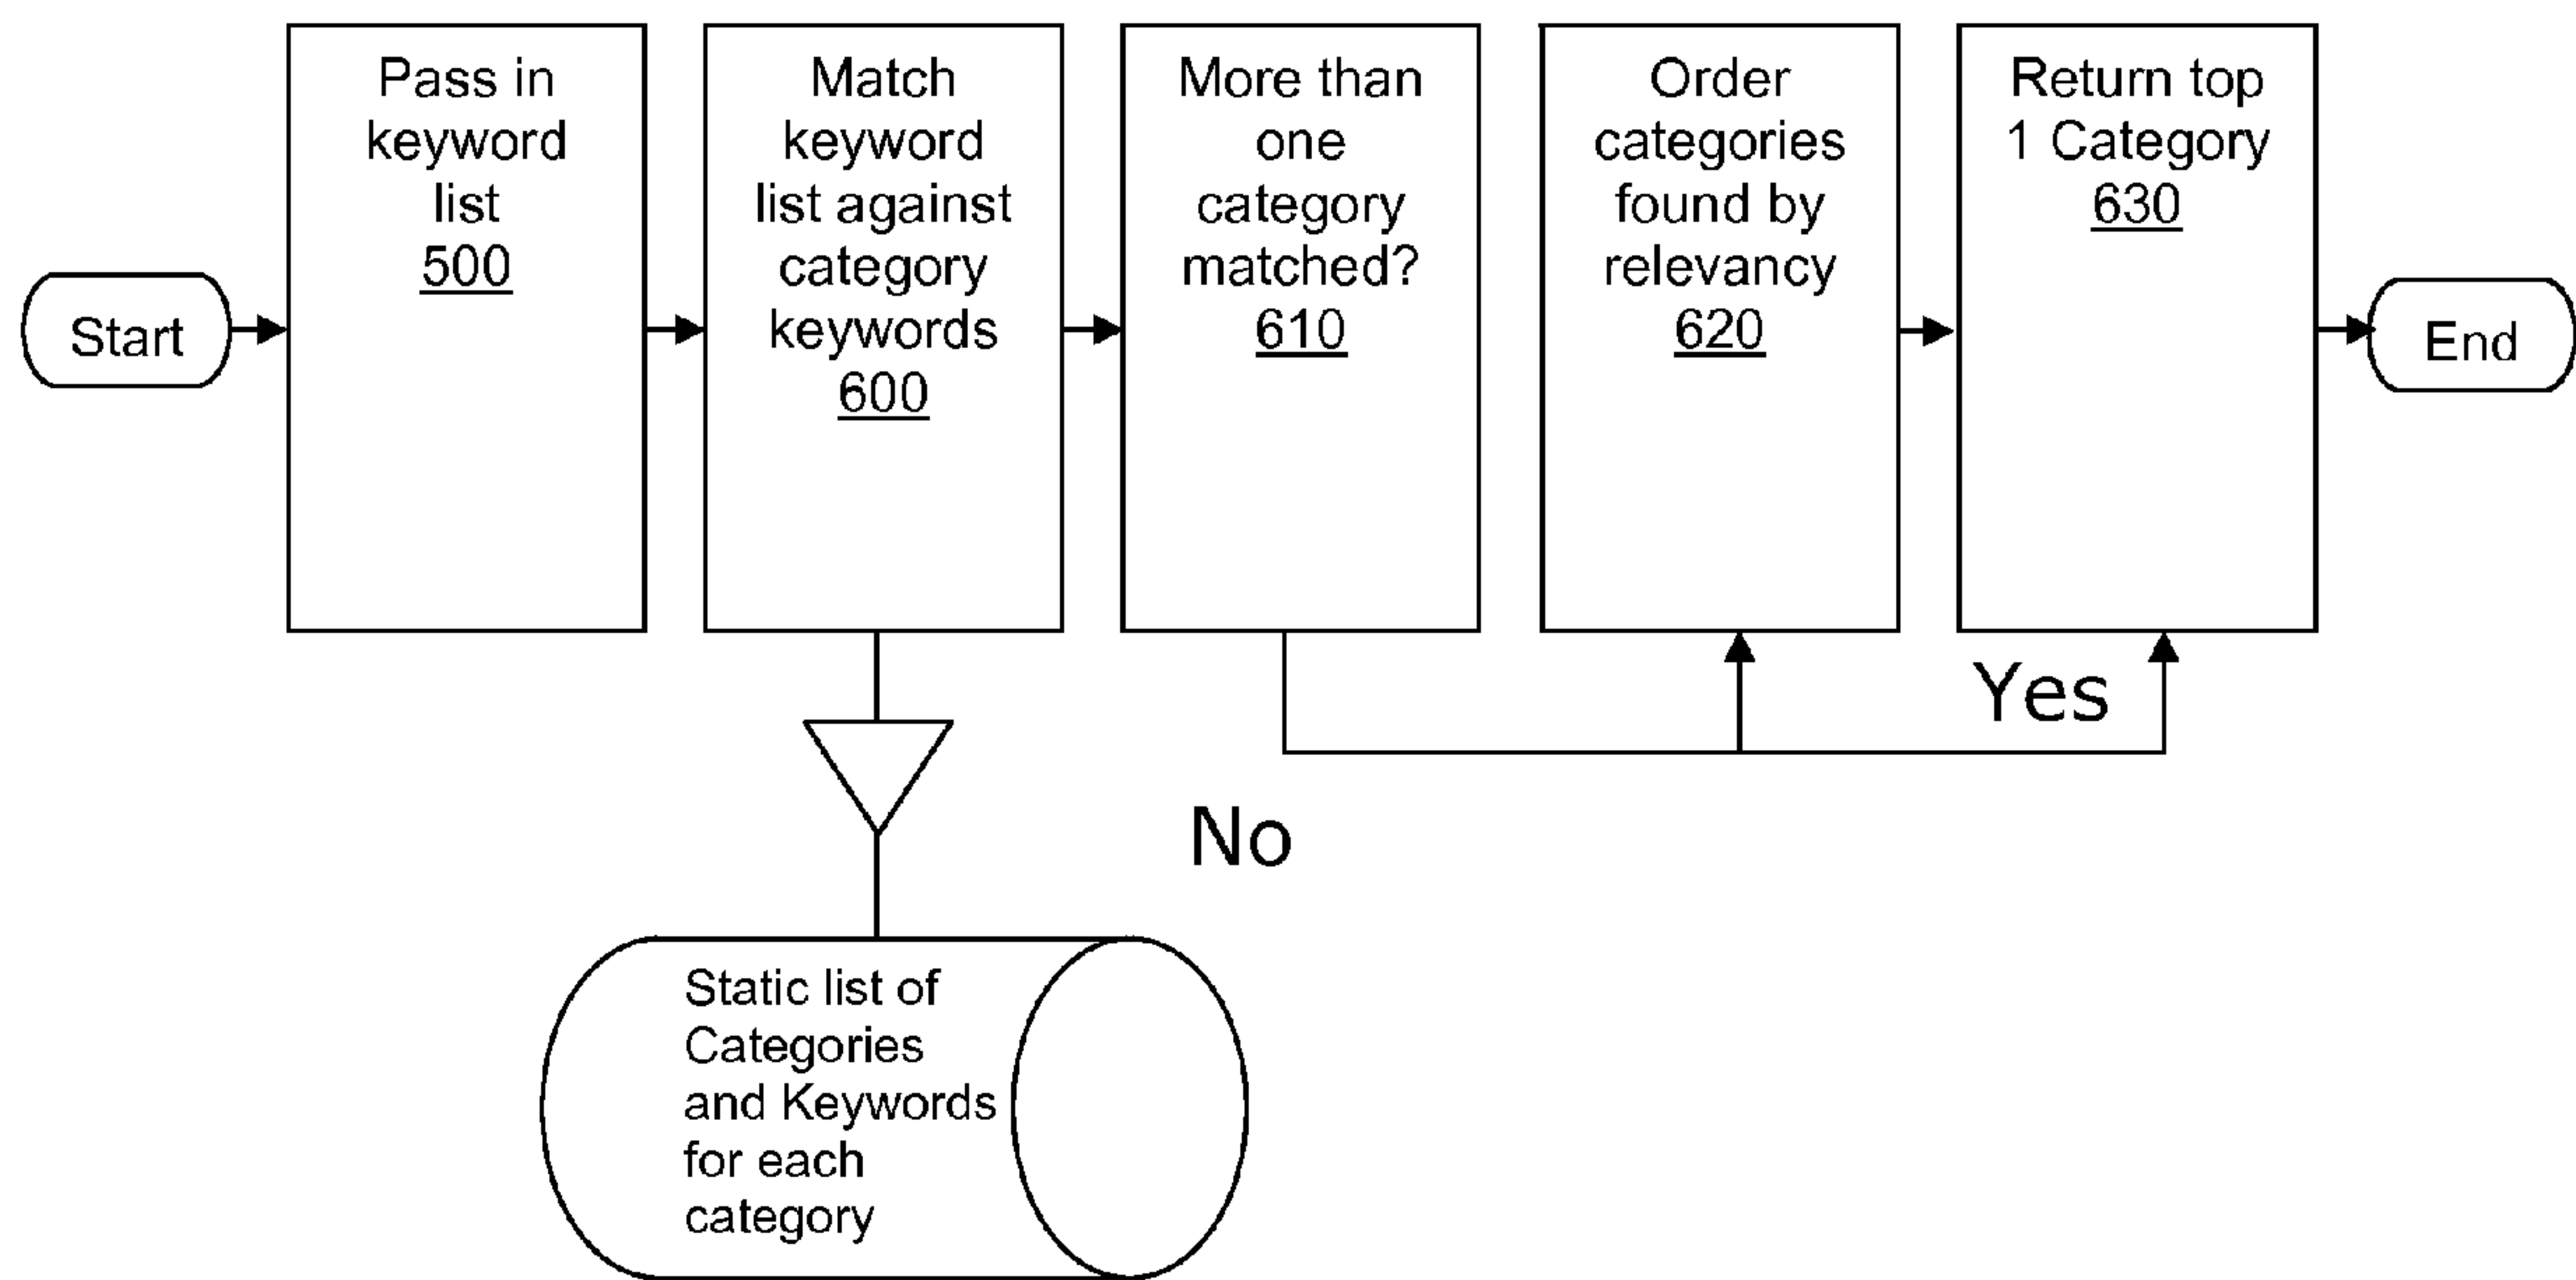 Start
Pass in
keyword
list
500
Match
keyword
list against
category
keywords
600
More than
one
category
matched?
610
Order
categories
found by
relevancy
620
Return top
1 Category
630
End
Yes
No
Static list of
Categories
and Keywords
for each
category